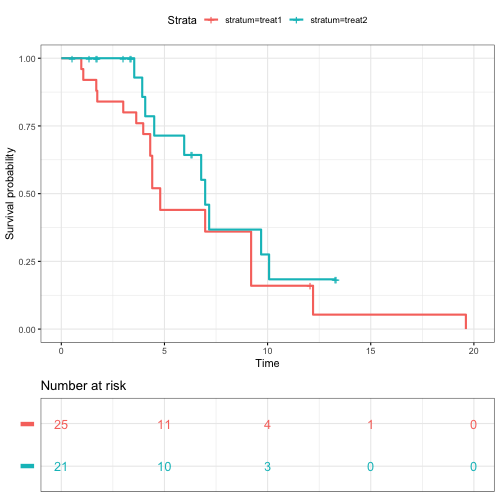 Strata stratum=treat1 stratum=treat2
Survival probability
1.00
0.75
0.50
0.25
0.00
0 5 10 15 20
Time
Number at risk
25 11 4 1 0
21 10 3 0 0